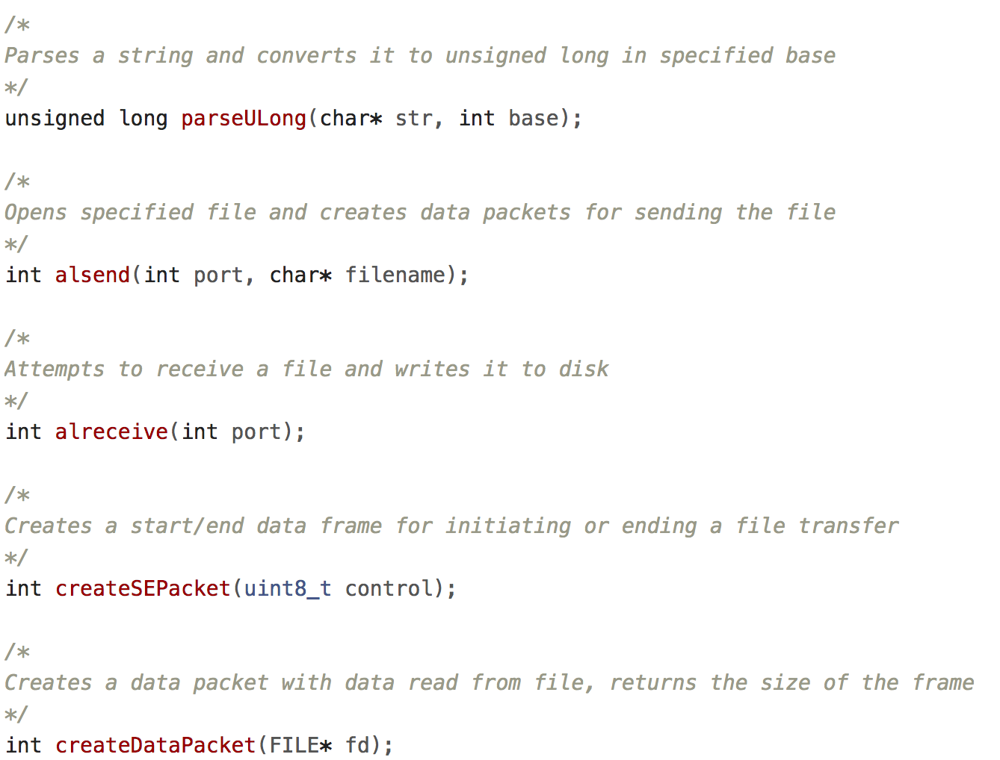 /*
Parses a string and converts it to unsigned long in specified base
*/
unsigned long parseULong(char* str, int base);
/*
Opens specified file and creates data packets for sending the file
*/
int alsend(int port, char* filename);
/*
Attempts to receive a file and writes it to disk
*/
int alreceive(int port);
/*
Creates a start/end data frame for initiating or ending a file transfer
*/
int createSEPacket(uint8_t control);
/*
Creates a data packet with data read from file, returns the size of the frame
*/
int createDataPacket(FILE* fd);